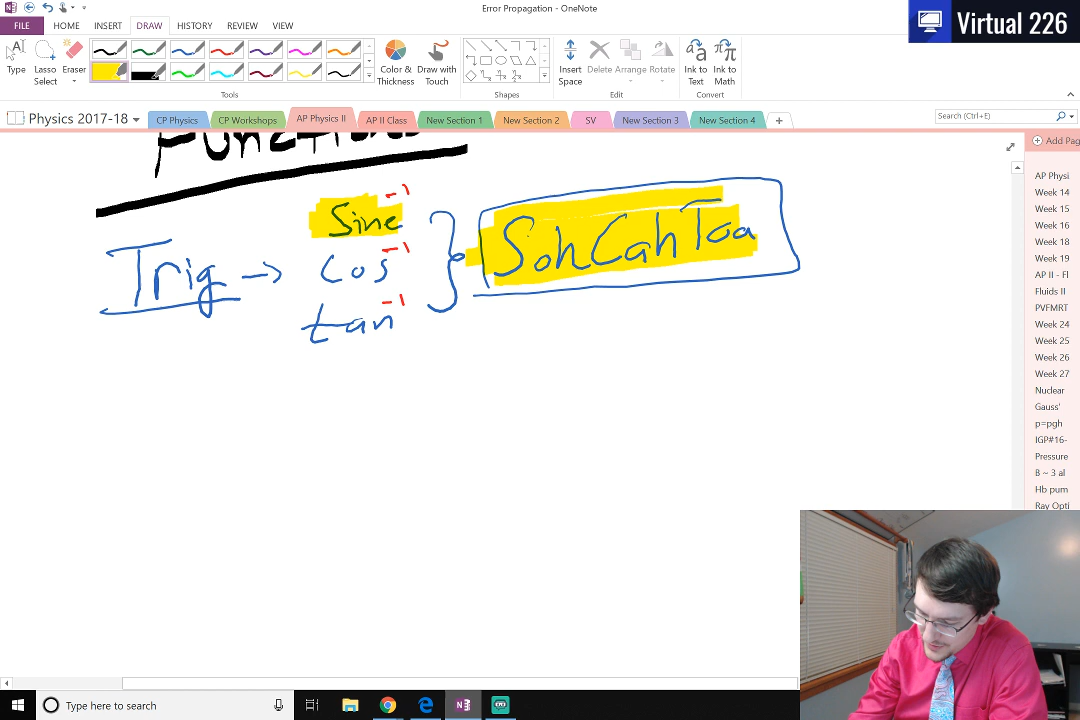 Error Propagation - OneNote
Virtual 226
FILE HOME INSERT DRAW HISTORY REVIEW VIEW
Type
Lasso Select
Eraser
Color & Thickness
Draw with Touch
Insert Space
Delete
Arrange
Rotate
Ink to Text
Ink to Math
Tools
Shapes
Edit
Convert
Physics 2017-18
CP Physics
CP Workshops
AP Physics II
AP II Class
New Section 1
New Section 2
SV
New Section 3
New Section 4
Search (Ctrl+E)
Add Pag
AP Physi
Week 14
Week 15
Week 16
Week 18
Week 19
AP II - Fl
Fluids II
PVFMRT
Week 24
Week 25
Week 26
Week 27
Nuclear
Gauss'
p=pgh
IGP#16-
Pressure
B ~ 3 al
Hb pum
Ray Opti
Functions
Sine -1
Trig → Cos -1
tan -1
} SohCahToa
Type here to search